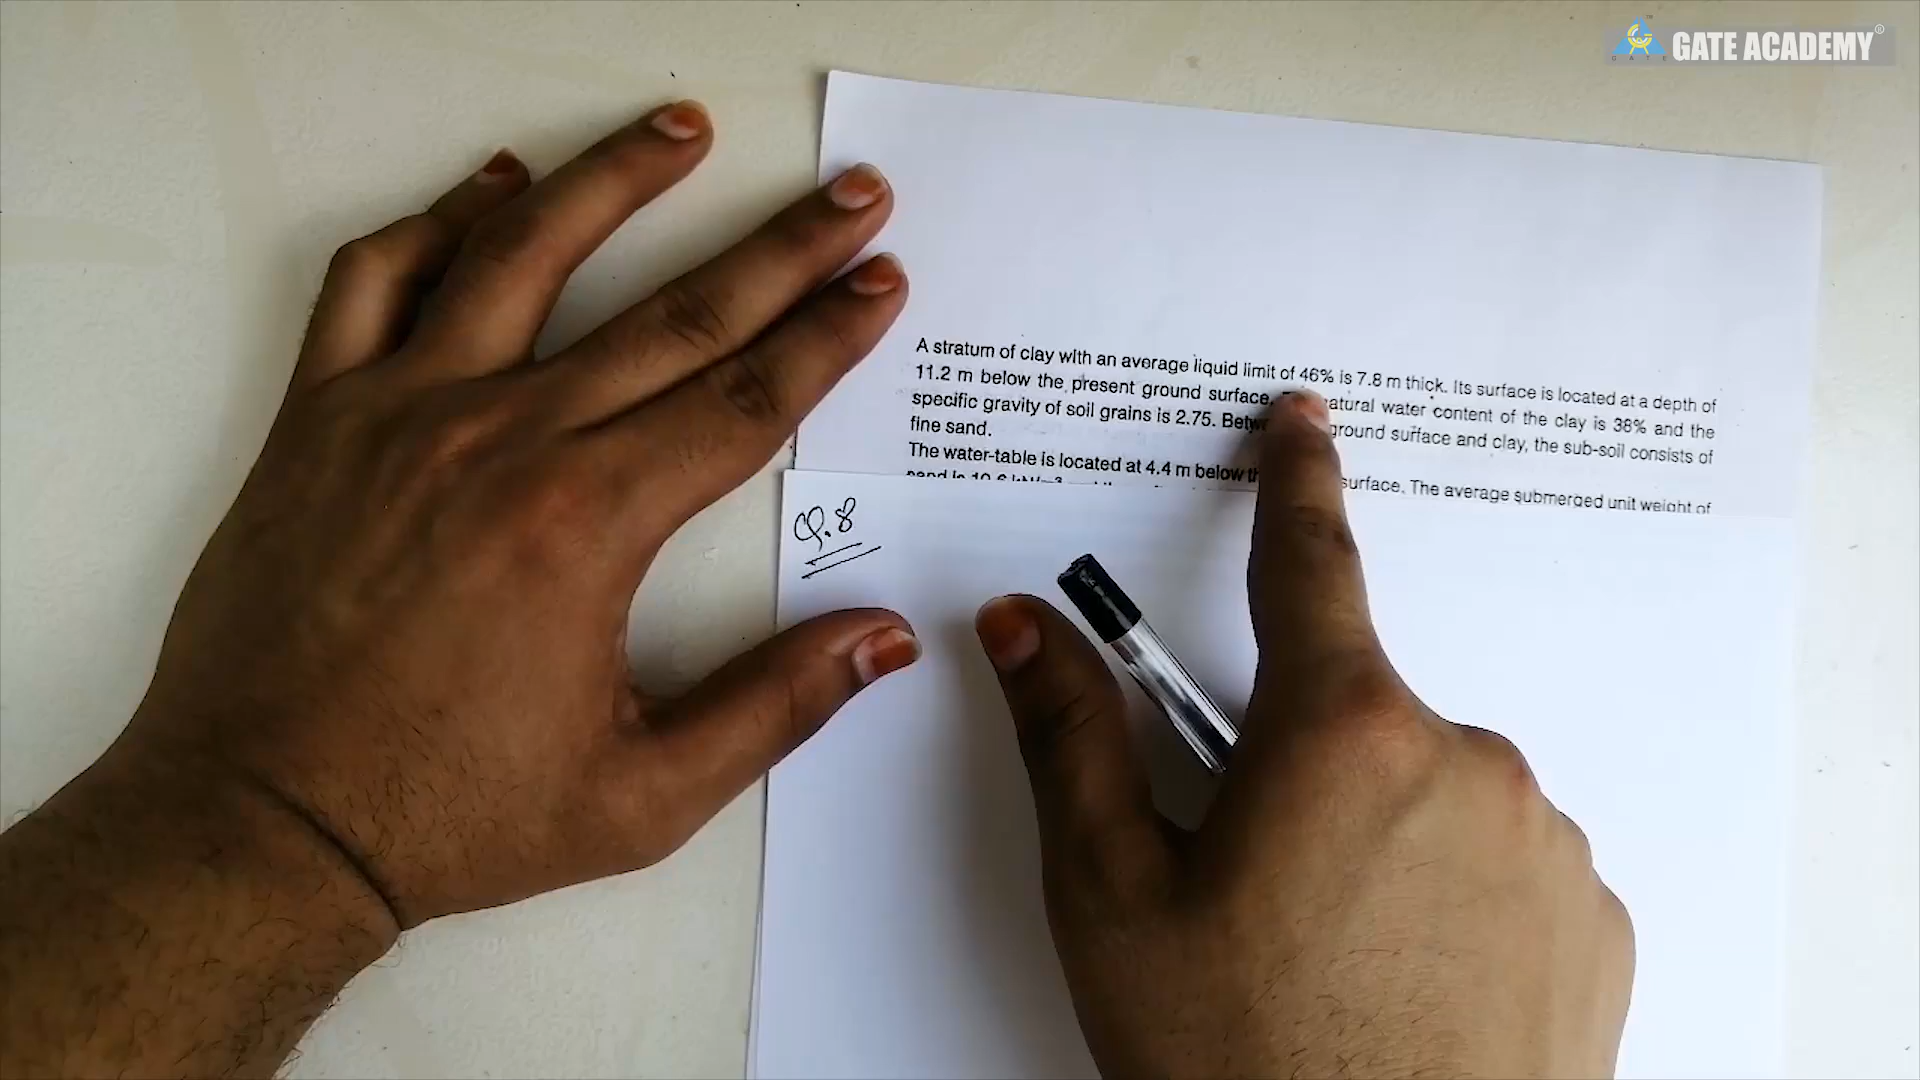 GATE ACADEMY
GATE
A stratum of clay with an average liquid limit of 46% is 7.8 m thick. Its surface is located at a depth of
11.2 m below the present ground surface. natural water content of the clay is 38% and the
specific gravity of soil grains is 2.75. ground surface and clay, the sub-soil consists of
fine sand.
The water-table is located at 4.4 m below surface. The average submerged unit weight of
Q.8